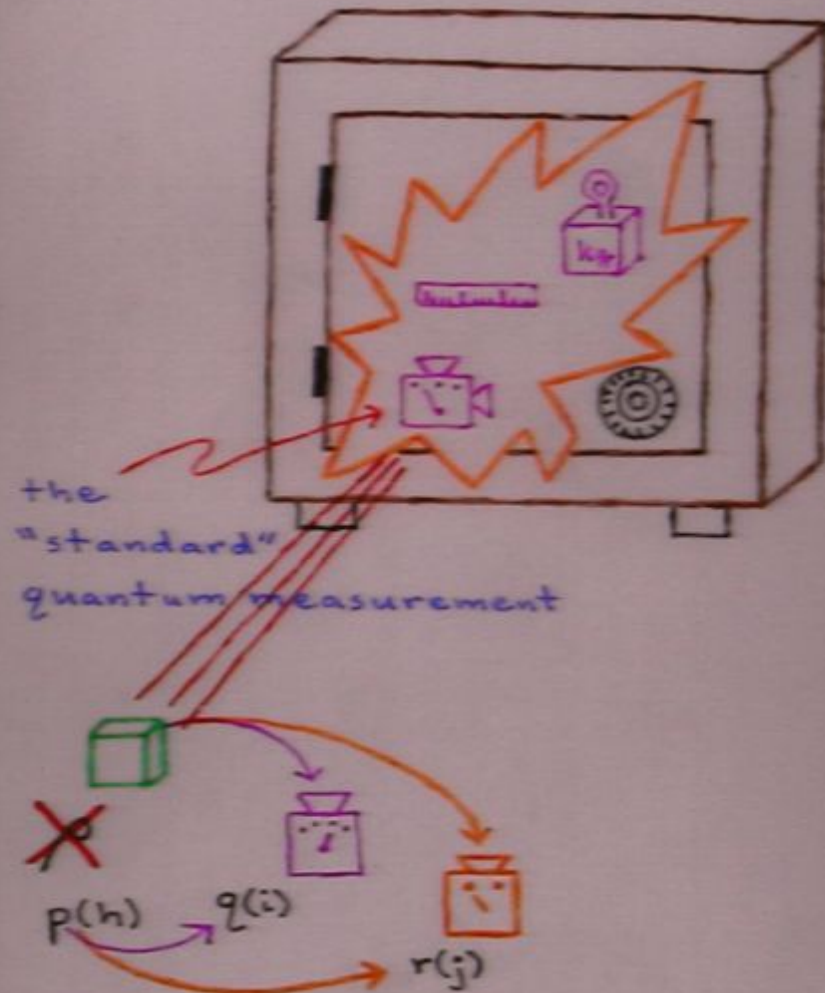 kg
the
"standard"
quantum measurement
ρ
p(h)
q(i)
r(j)